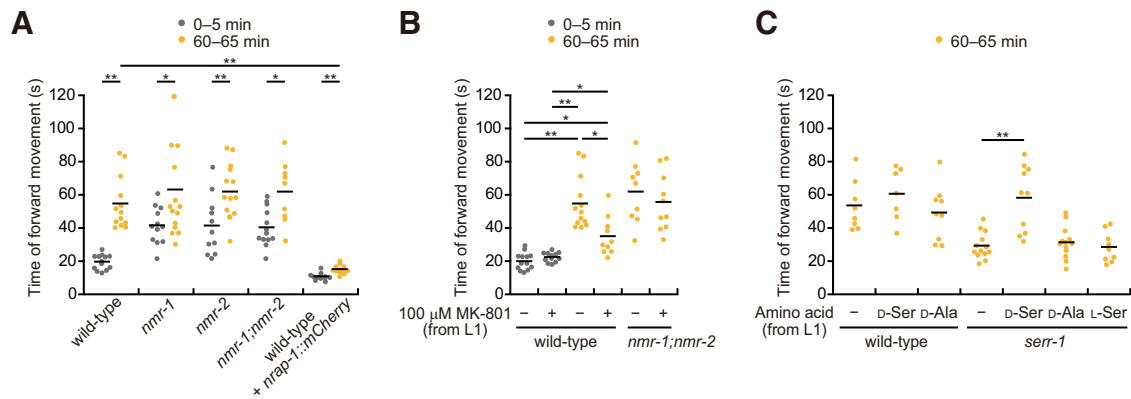 A
0–5 min
60–65 min
**
** * ** * **
Time of forward movement (s)
120
100
80
60
40
20
0
wild-type
nmr-1
nmr-2
nmr-1;nmr-2
wild-type
+ nrap-1::mCherry
B
0–5 min
60–65 min
*
**
*
** *
Time of forward movement (s)
120
100
80
60
40
20
0
100 μM MK-801
(from L1)
– + – + – +
wild-type nmr-1;nmr-2
C
60–65 min
**
Time of forward movement (s)
120
100
80
60
40
20
0
Amino acid
(from L1)
– D-Ser D-Ala – D-Ser D-Ala L-Ser
wild-type serr-1